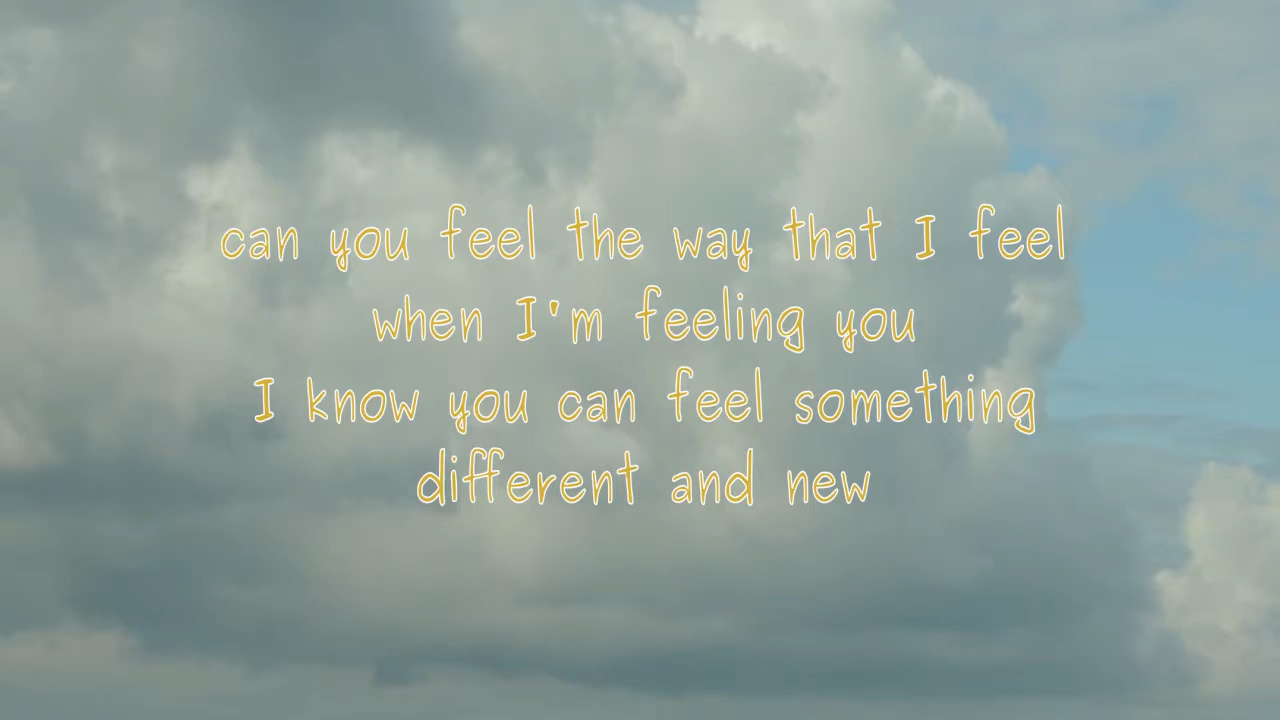 can you feel the way that I feel
when I'm feeling you
I know you can feel something
different and new